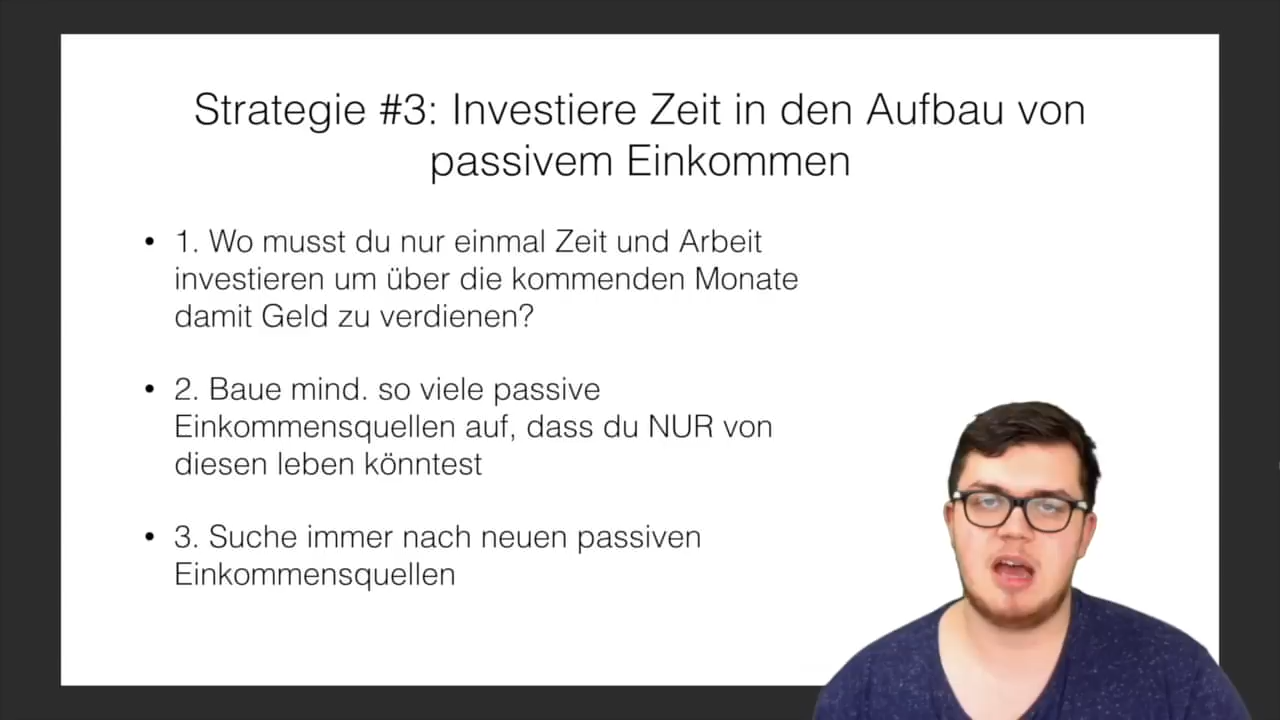 Strategie #3: Investiere Zeit in den Aufbau von
passivem Einkommen
• 1. Wo musst du nur einmal Zeit und Arbeit
investieren um über die kommenden Monate
damit Geld zu verdienen?
• 2. Baue mind. so viele passive
Einkommensquellen auf, dass du NUR von
diesen leben könntest
• 3. Suche immer nach neuen passiven
Einkommensquellen